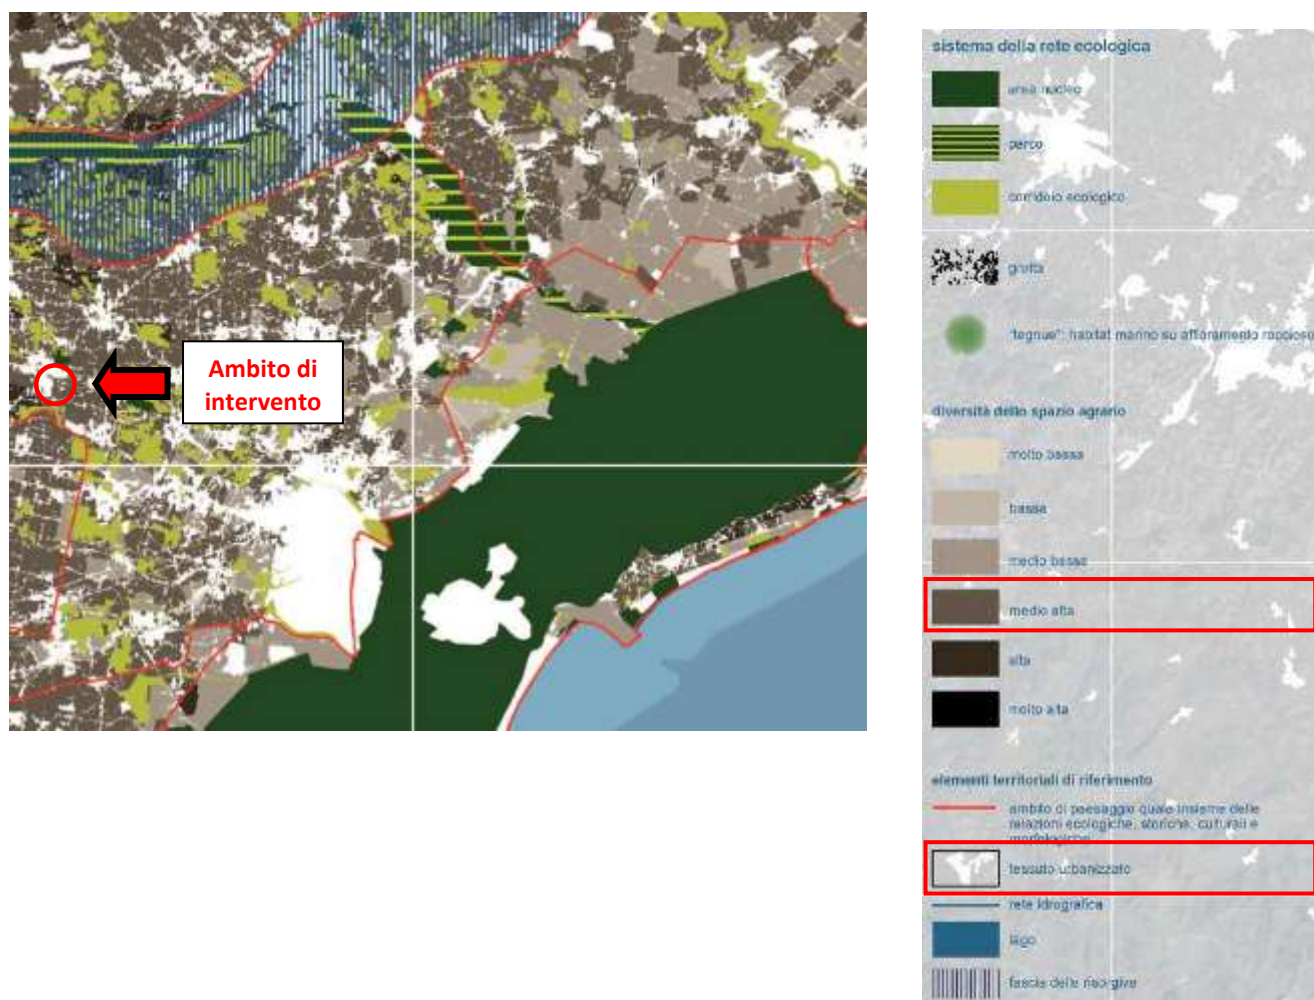 Ambito di
intervento
sistema della rete ecologica
area nucleo
parco
corridoio ecologico
grotta
"tegnue": habitat marino su affioramento roccioso
diversità dello spazio agrario
molto bassa
bassa
medio bassa
medio alta
alta
molto alta
elementi territoriali di riferimento
ambito di paesaggio quale insieme delle
relazioni ecologiche, storiche, culturali e
morfologiche
tessuto urbanizzato
rete idrografica
lago
fascia delle risorgive